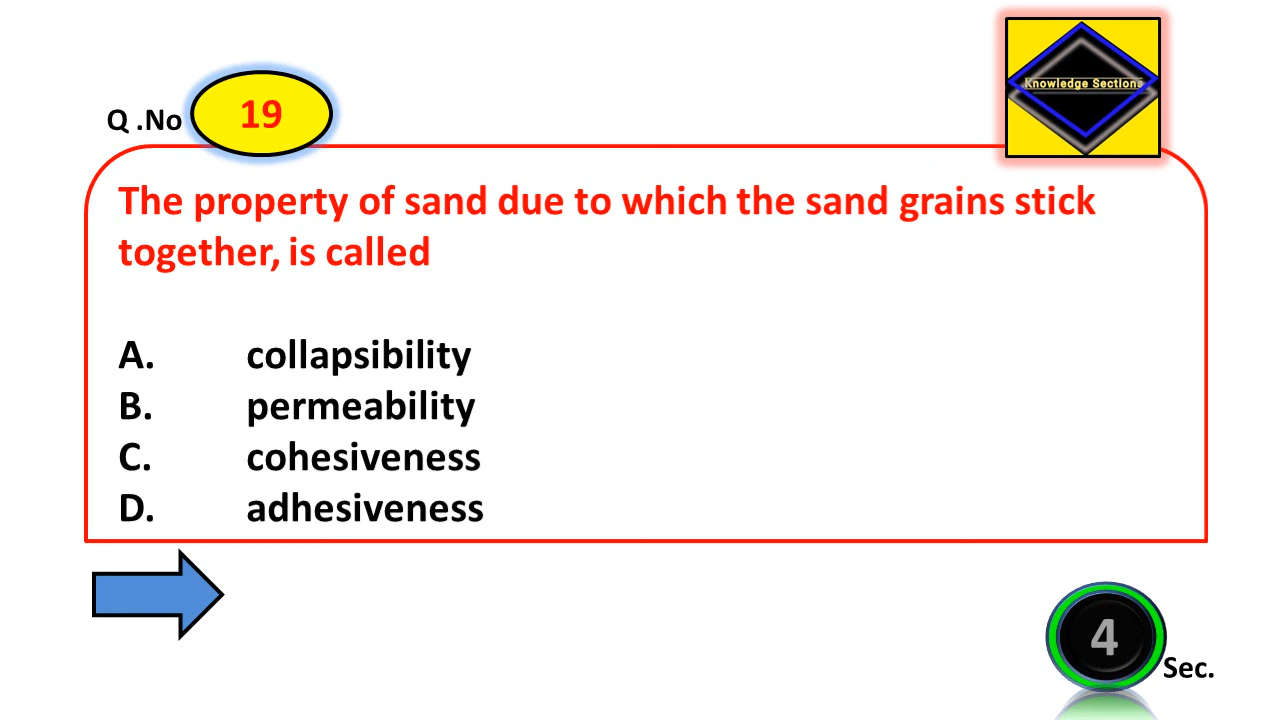 Knowledge Sections
Q .No 19
The property of sand due to which the sand grains stick
together, is called
A. collapsibility
B. permeability
C. cohesiveness
D. adhesiveness
4 Sec.